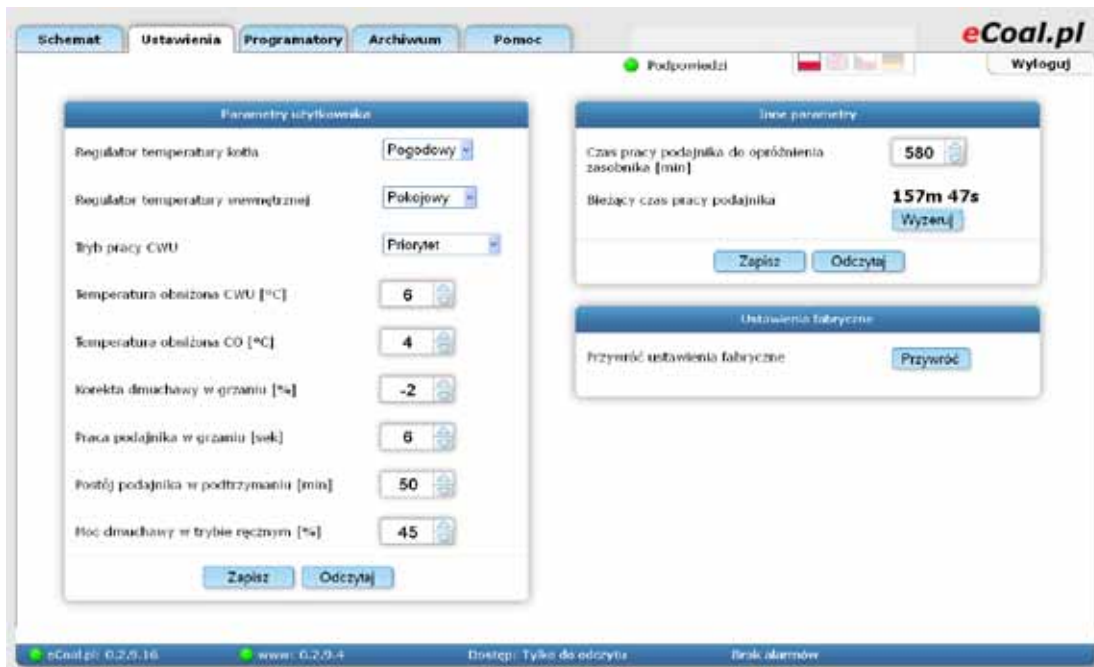 Schemat
Ustawienia
Programatory
Archiwum
Pomoc
eCoal.pl
Podpowiedzi
Wyloguj
Parametry użytkownika
Regulator temperatury kotła
Pogodowy
Regulator temperatury wewnętrznej
Pokojowy
Tryb pracy CWU
Priorytet
Temperatura obniżona CWU [°C]
6
Temperatura obniżona CO [°C]
4
Korekta dmuchawy w grzaniu [%]
-2
Praca podajnika w grzaniu [sek]
6
Postój podajnika w podtrzymaniu [min]
50
Moc dmuchawy w trybie ręcznym [%]
45
Zapisz
Odczytaj
Inne parametry
Czas pracy podajnika do opróżnienia
zasobnika [min]
580
Bieżący czas pracy podajnika
157m 47s
Wyzeruj
Zapisz
Odczytaj
Ustawienia fabryczne
Przywróć ustawienia fabryczne
Przywróć
eCoal.pl: 0.2.9.16
www: 0.2.9.4
Dostęp: Tylko do odczytu
Brak alarmów